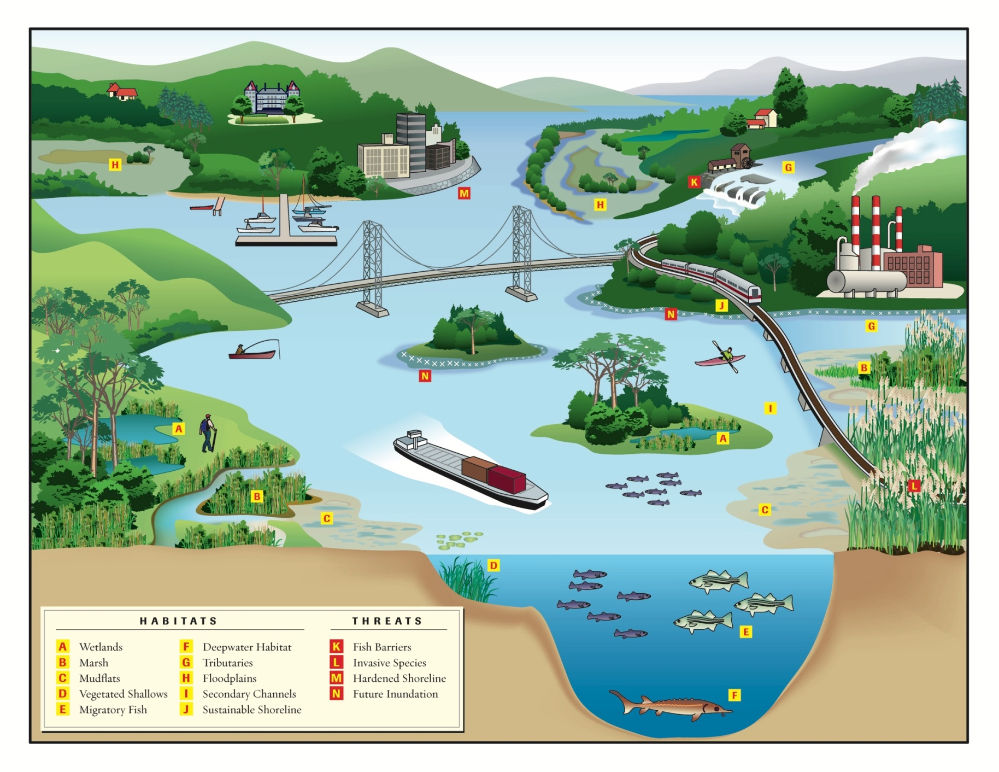 H
G
K
M
H
J
N
G
B
N
I
A
A
L
B
C
C
D
E
F
HABITATS
A Wetlands
B Marsh
C Mudflats
D Vegetated Shallows
E Migratory Fish
F Deepwater Habitat
G Tributaries
H Floodplains
I Secondary Channels
J Sustainable Shoreline
THREATS
K Fish Barriers
L Invasive Species
M Hardened Shoreline
N Future Inundation